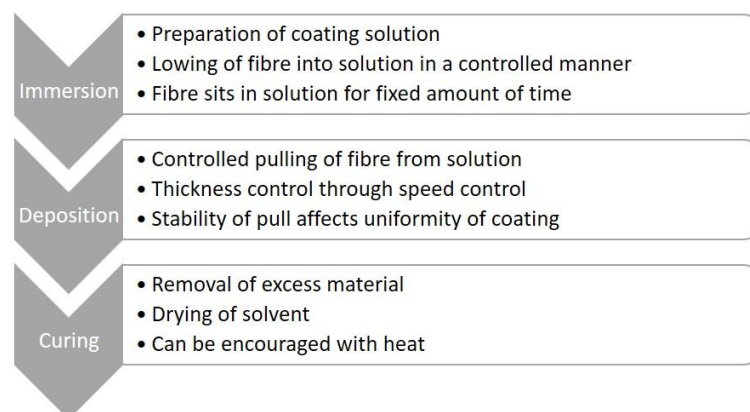 Immersion
• Preparation of coating solution
• Lowing of fibre into solution in a controlled manner
• Fibre sits in solution for fixed amount of time
Deposition
• Controlled pulling of fibre from solution
• Thickness control through speed control
• Stability of pull affects uniformity of coating
Curing
• Removal of excess material
• Drying of solvent
• Can be encouraged with heat